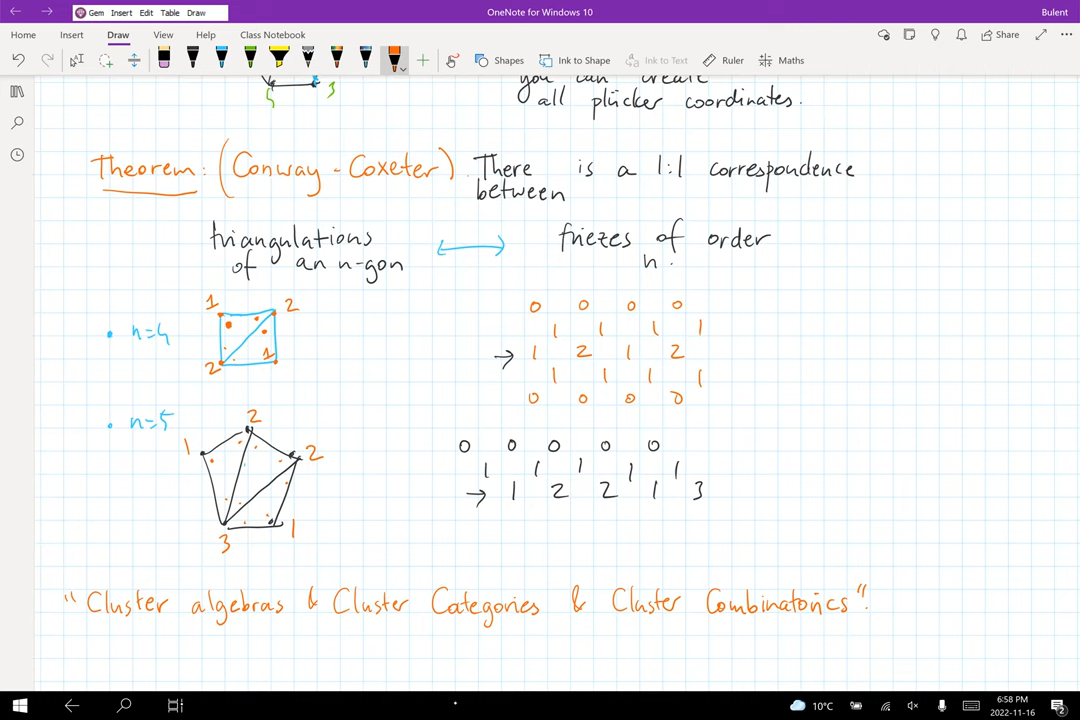 OneNote for Windows 10
Bulent
Gem Insert Edit Table Draw
Home Insert Draw View History Help Class Notebook
Share
Shapes Ink to Shape Ink to Text Ruler Maths
5 3
you can create
all plücker coordinates.
Theorem: (Conway - Coxeter). There is a 1:1 correspondence
between
triangulations ⟷ friezes of order
of an n-gon n.
• n=4
1 2
2 1
0 0 0 0
1 1 1 1
→ 1 2 1 2
1 1 1 1
0 0 0 0
• n=5
2
1 2
3 1
0 0 0 0 0
1 1 1 1 1
→ 1 2 2 1 3
"Cluster algebras & Cluster Categories & Cluster Combinatorics".
10°C
6:58 PM
2022-11-16
2